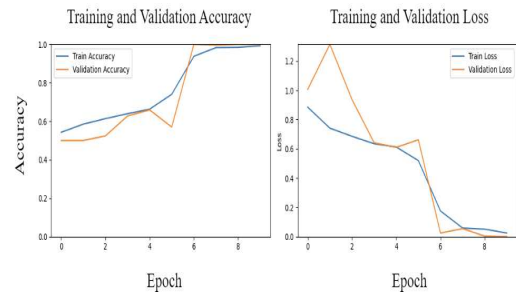 Training and Validation Accuracy
Training and Validation Loss
Train Accuracy
Validation Accuracy
Accuracy
1.0
0.8
0.6
0.4
0.2
0.0
0 2 4 6 8
Epoch
Train Loss
Validation Loss
Loss
1.2
1.0
0.8
0.6
0.4
0.2
0.0
0 2 4 6 8
Epoch